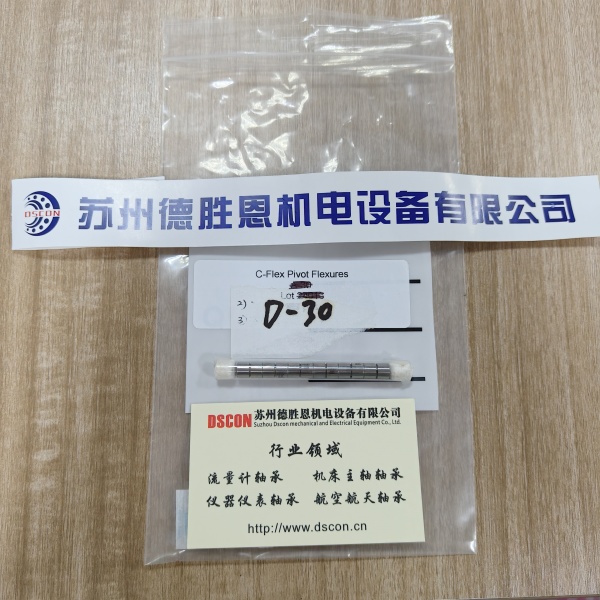 DSCON 苏州德胜恩机电设备有限公司
C-Flex Pivot Flexures
Lot
2)
3)
D-30
DSCON 苏州德胜恩机电设备有限公司
Suzhou Dscon mechanical and Electrical Equipment Co., Ltd.
行业领域
流量计轴承 机床主轴轴承
仪器仪表轴承 航空航天轴承
http://www.dscon.cn